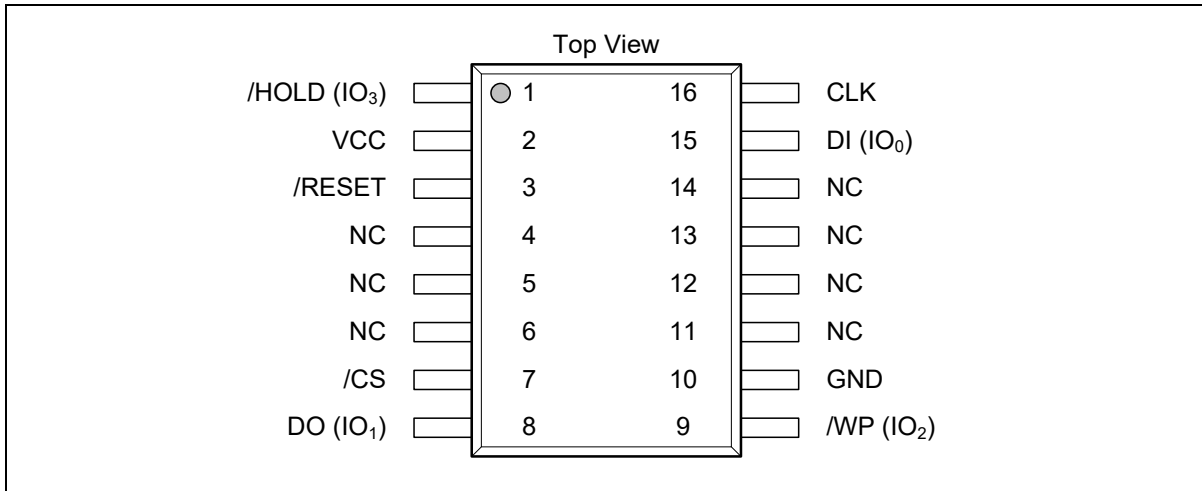 Top View
/HOLD (IO₃) 1 16 CLK
VCC 2 15 DI (IO₀)
/RESET 3 14 NC
NC 4 13 NC
NC 5 12 NC
NC 6 11 NC
/CS 7 10 GND
DO (IO₁) 8 9 /WP (IO₂)